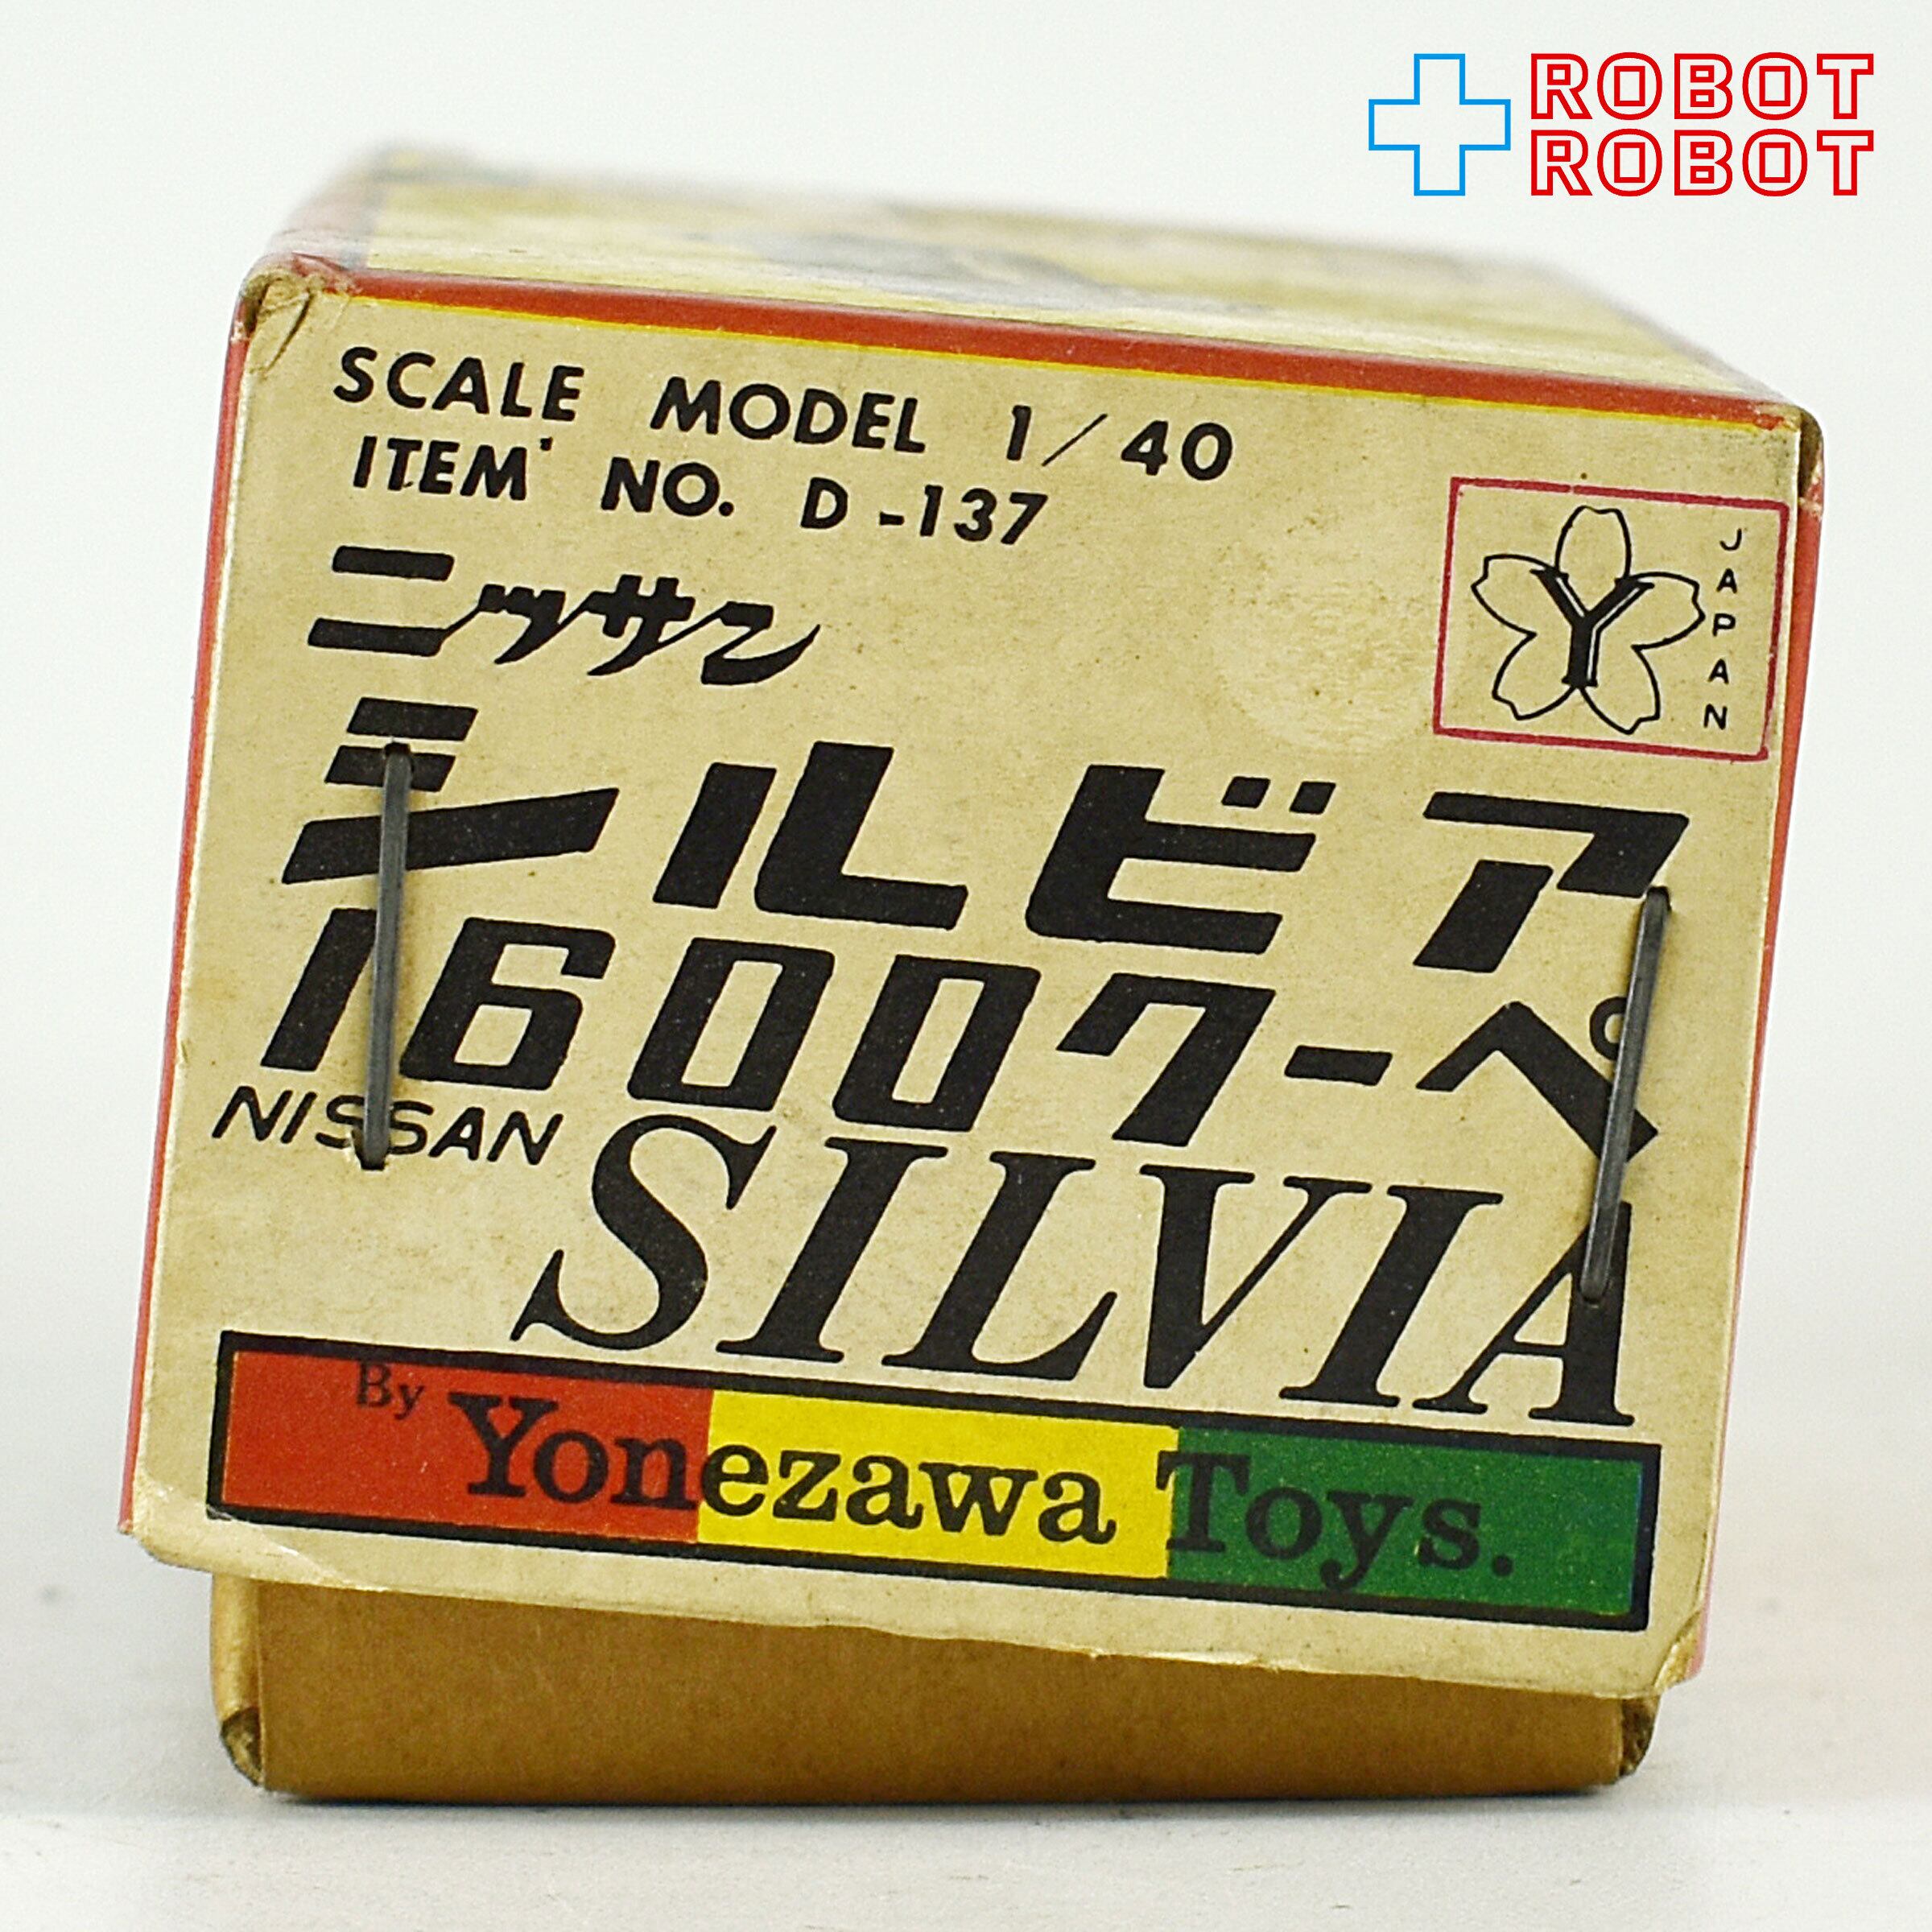 ROBOT
ROBOT
SCALE MODEL 1/40
ITEM NO. D-137
ニッサン
JAPAN
Y
シルビア
1600クーペ
NISSAN
SILVIA
By Yonezawa Toys.